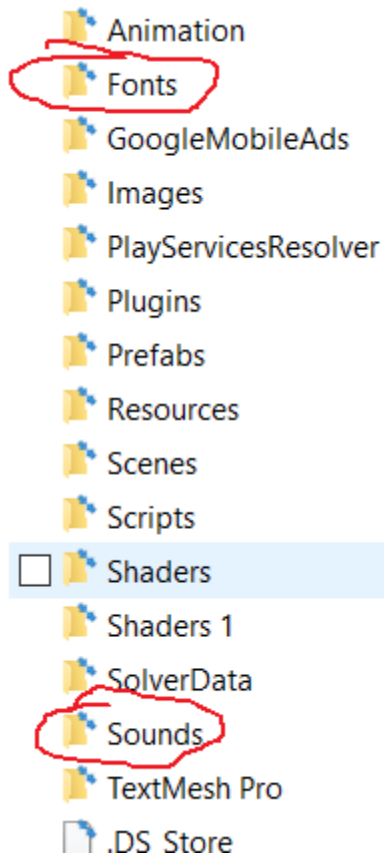 Animation
Fonts
GoogleMobileAds
Images
PlayServicesResolver
Plugins
Prefabs
Resources
Scenes
Scripts
Shaders
Shaders 1
SolverData
Sounds
TextMesh Pro
.DS_Store